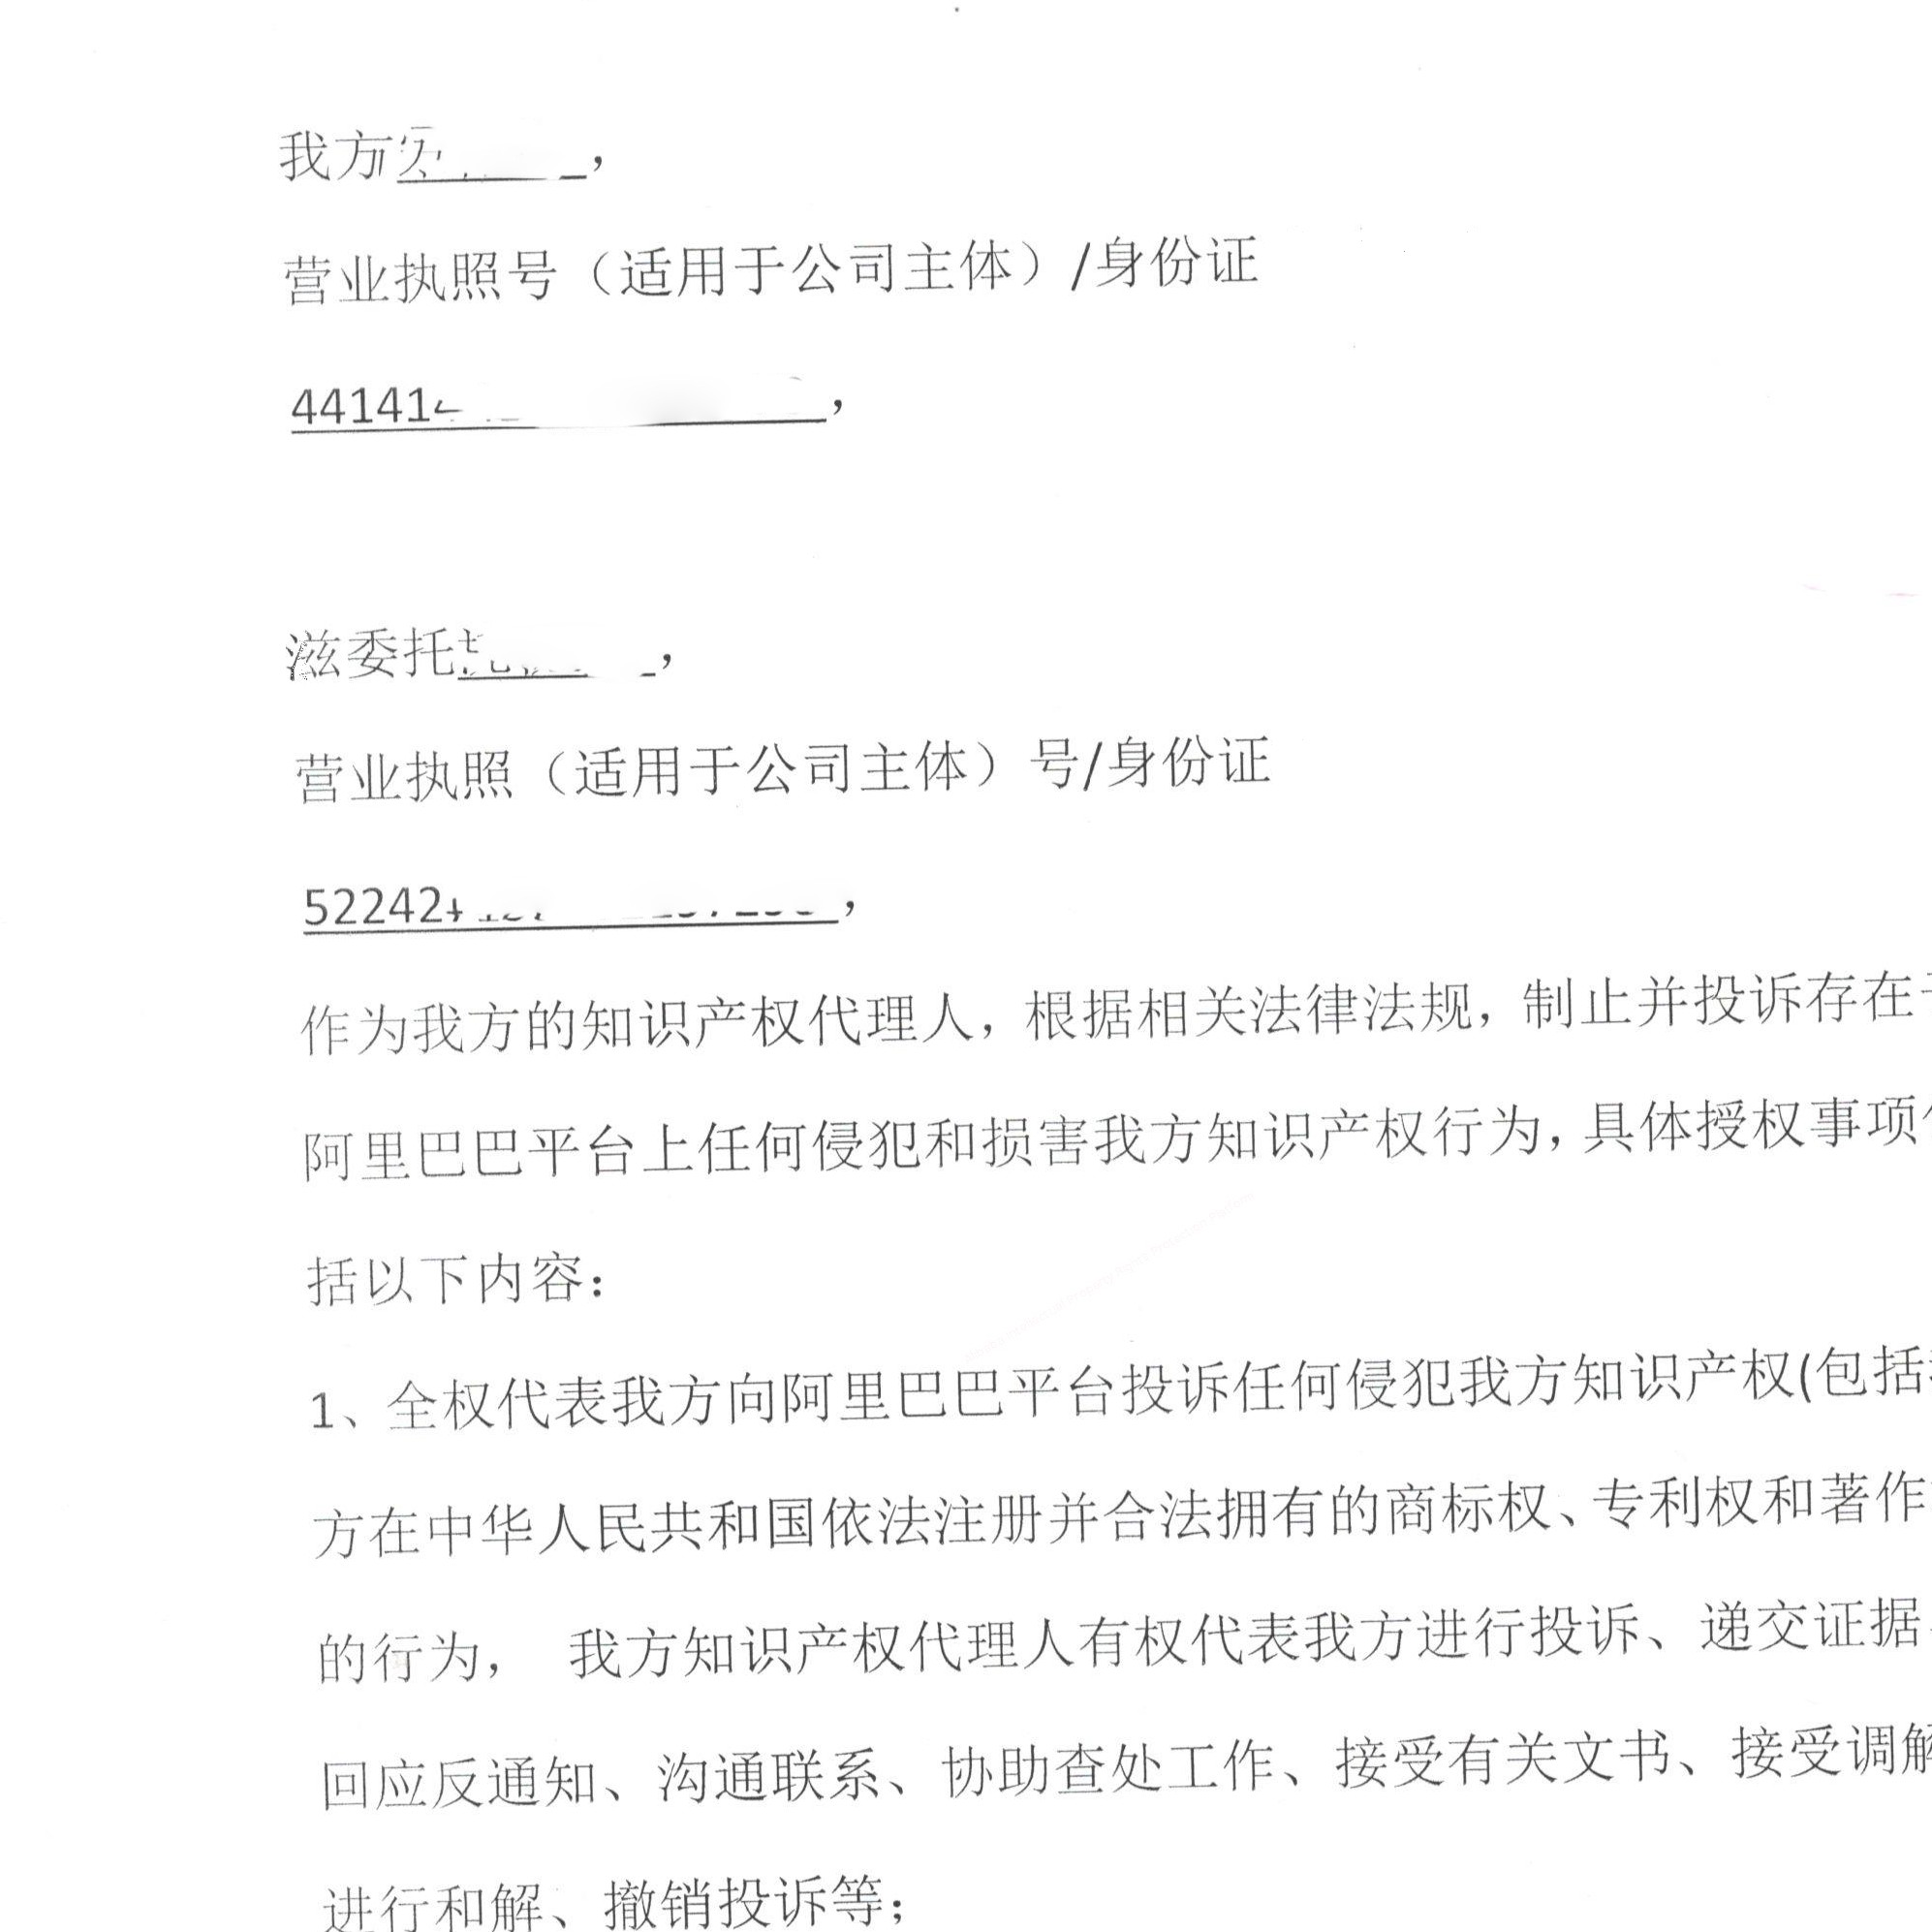 我方，
营业执照号（适用于公司主体）/身份证
44141，
滋委托，
营业执照（适用于公司主体）号/身份证
52242，
作为我方的知识产权代理人，根据相关法律法规，制止并投诉存在
阿里巴巴平台上任何侵犯和损害我方知识产权行为，具体授权事项
括以下内容：
1、全权代表我方向阿里巴巴平台投诉任何侵犯我方知识产权(包括
方在中华人民共和国依法注册并合法拥有的商标权、专利权和著作
的行为， 我方知识产权代理人有权代表我方进行投诉、递交证据
回应反通知、沟通联系、协助查处工作、接受有关文书、接受调解
进行和解、撤销投诉等；